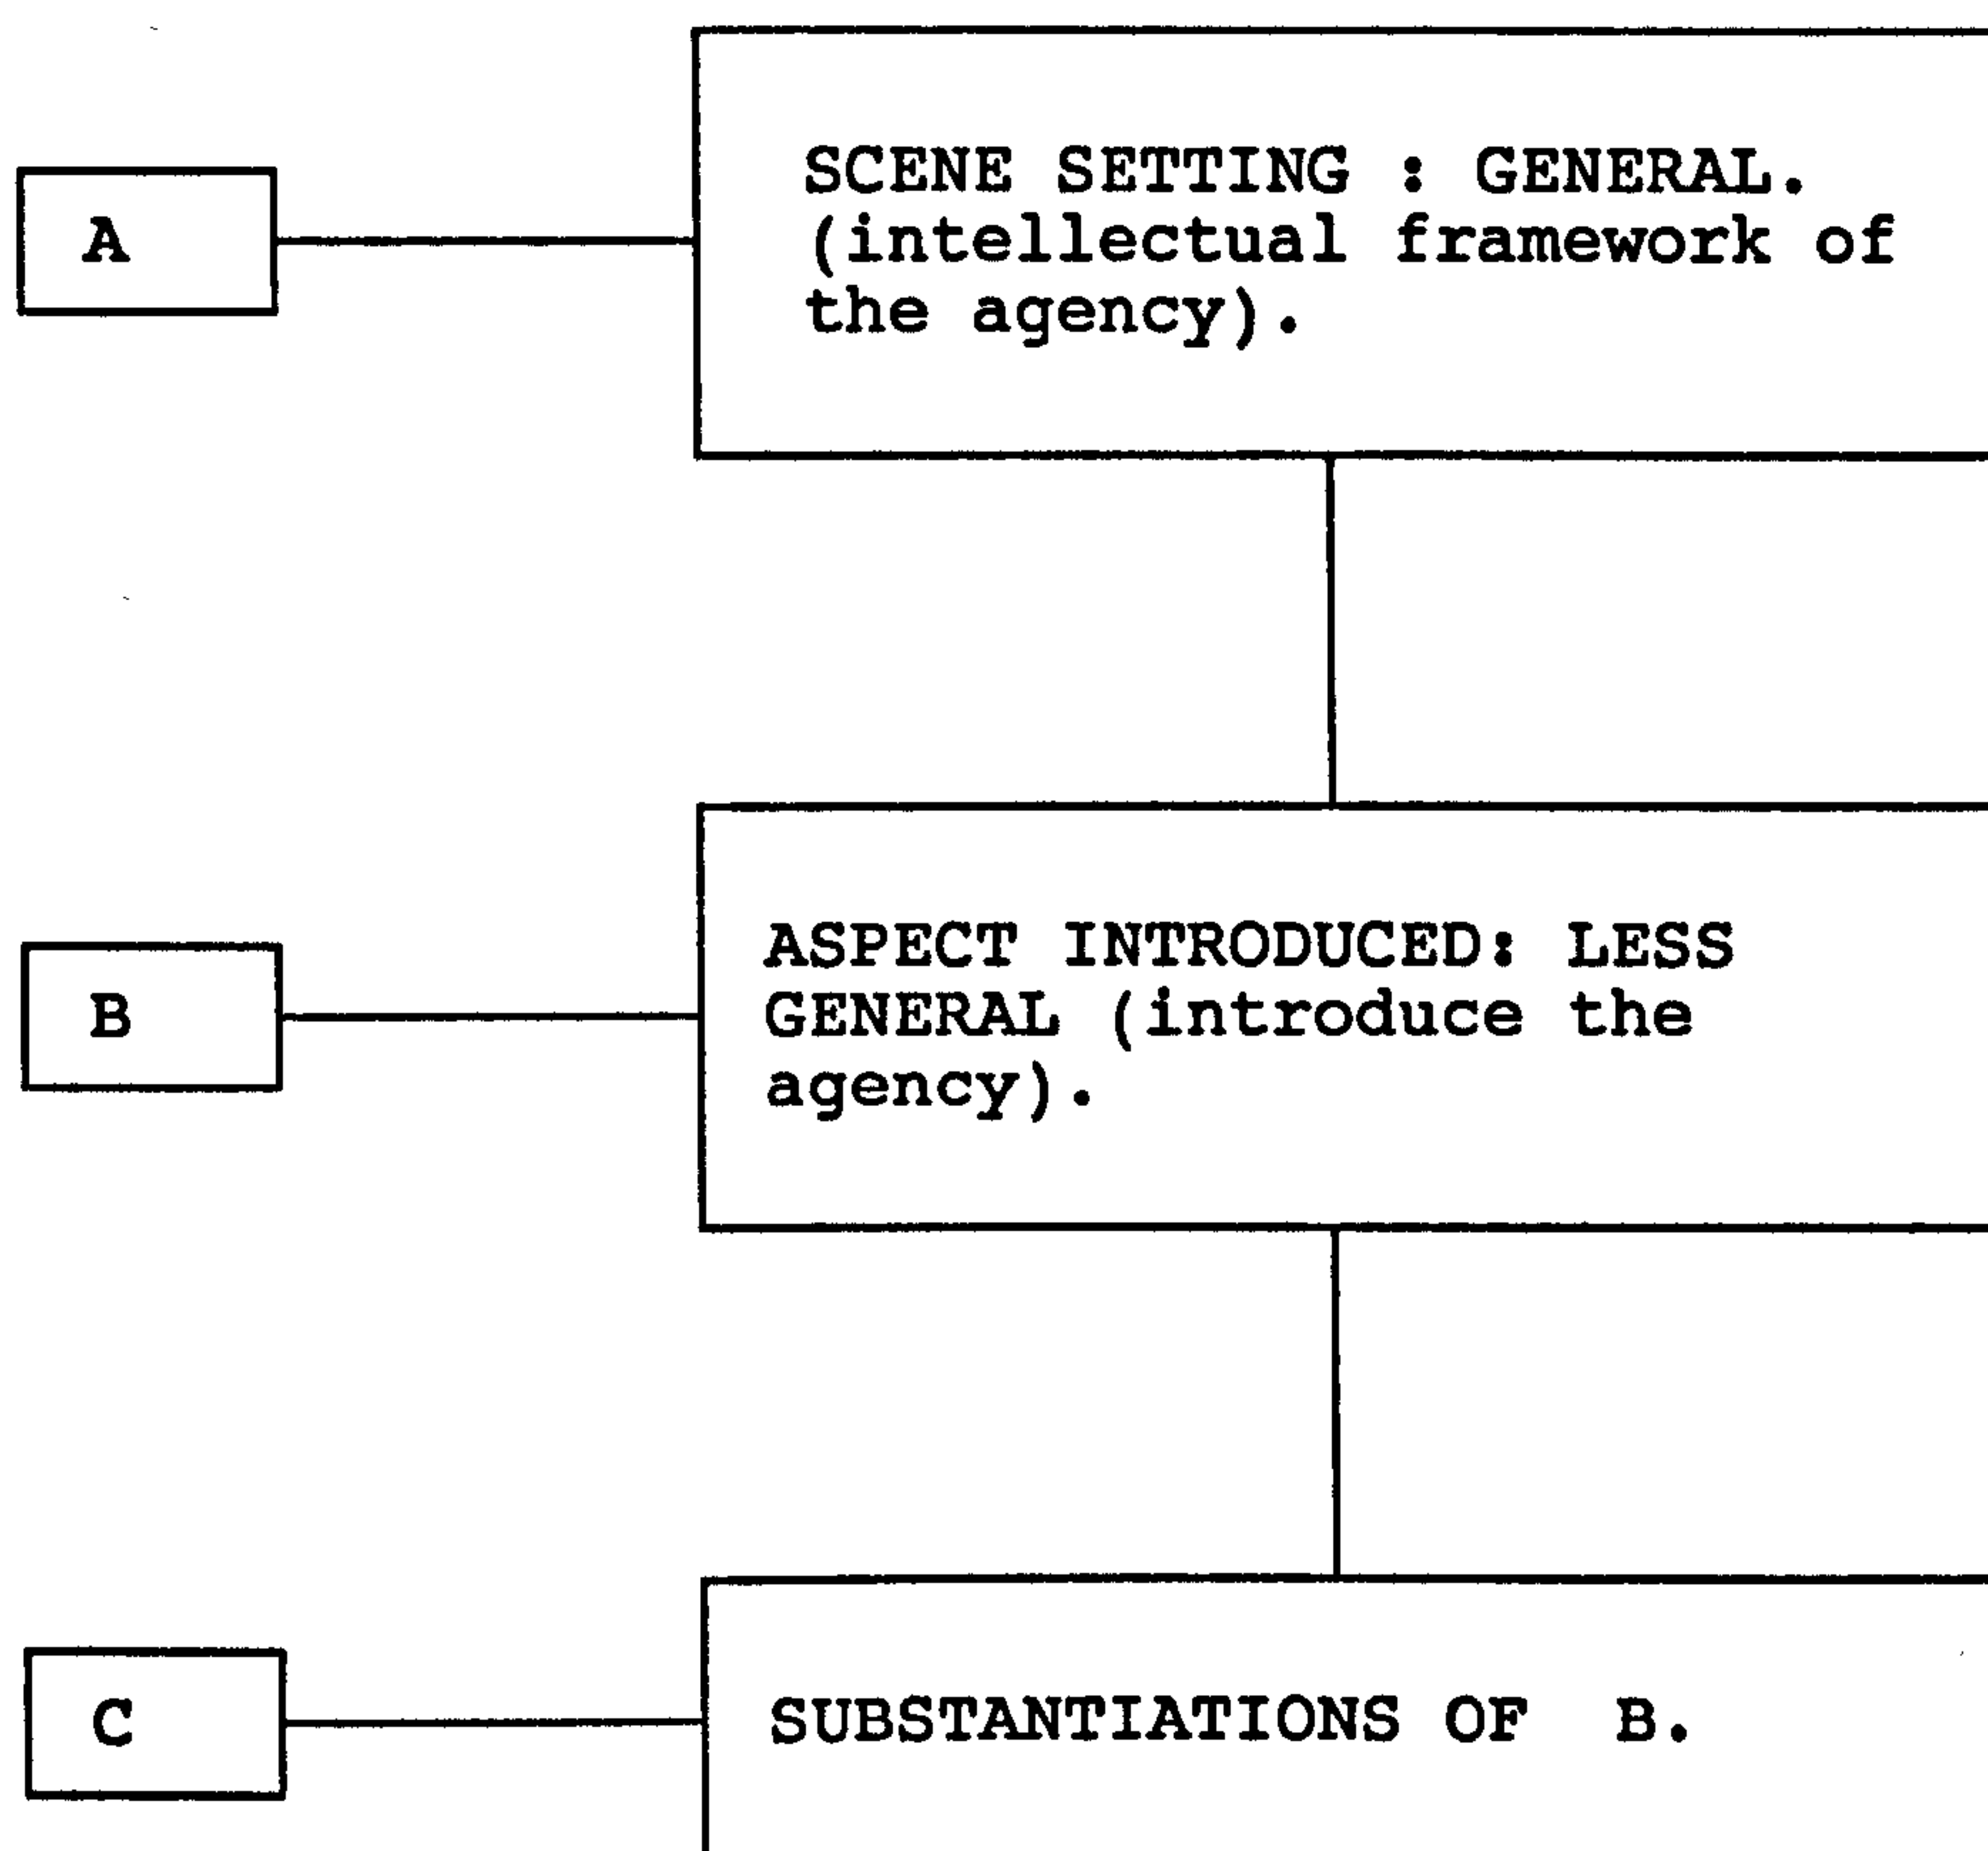 A
SCENE SETTING : GENERAL.
(intellectual framework of
the agency).
B
ASPECT INTRODUCED: LESS
GENERAL (introduce the
agency).
C
SUBSTANTIATIONS OF B.